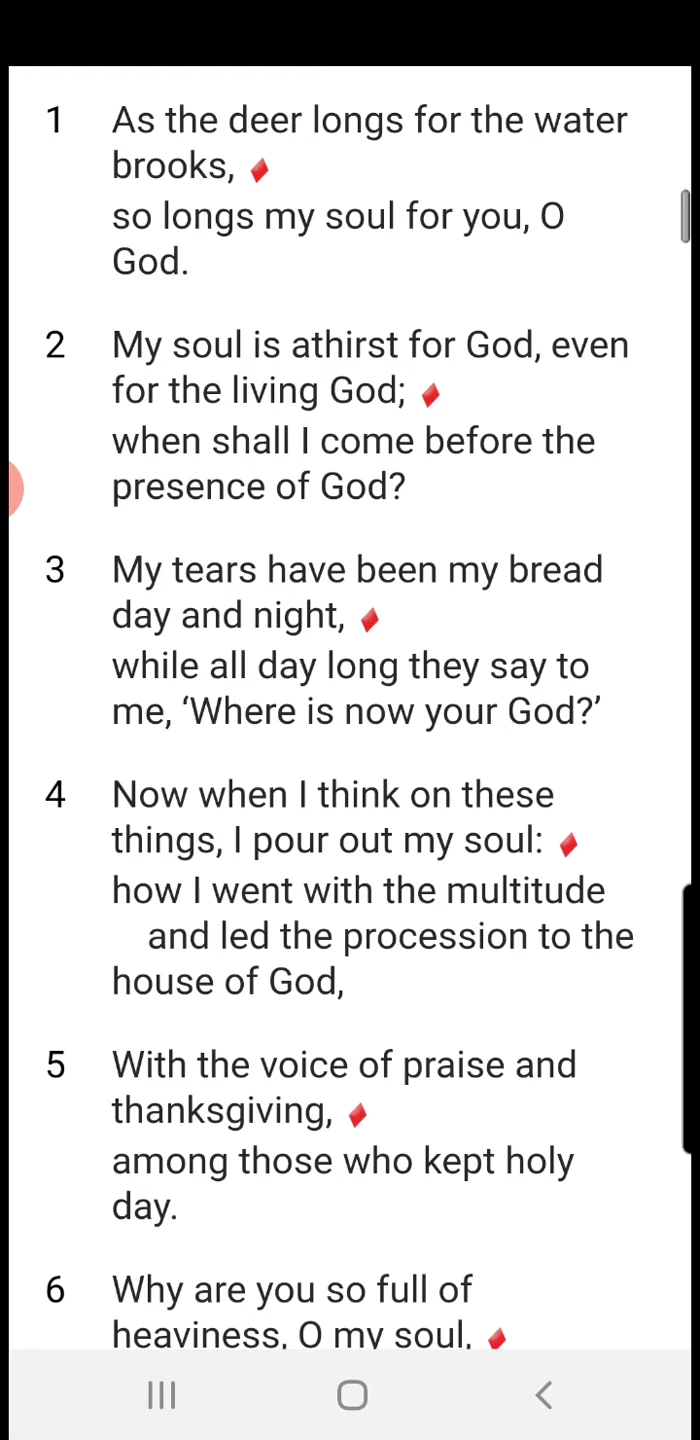 1 As the deer longs for the water
brooks, ♦
so longs my soul for you, O
God.
2 My soul is athirst for God, even
for the living God; ♦
when shall I come before the
presence of God?
3 My tears have been my bread
day and night, ♦
while all day long they say to
me, ‘Where is now your God?’
4 Now when I think on these
things, I pour out my soul: ♦
how I went with the multitude
and led the procession to the
house of God,
5 With the voice of praise and
thanksgiving, ♦
among those who kept holy
day.
6 Why are you so full of
heaviness, O my soul, ♦